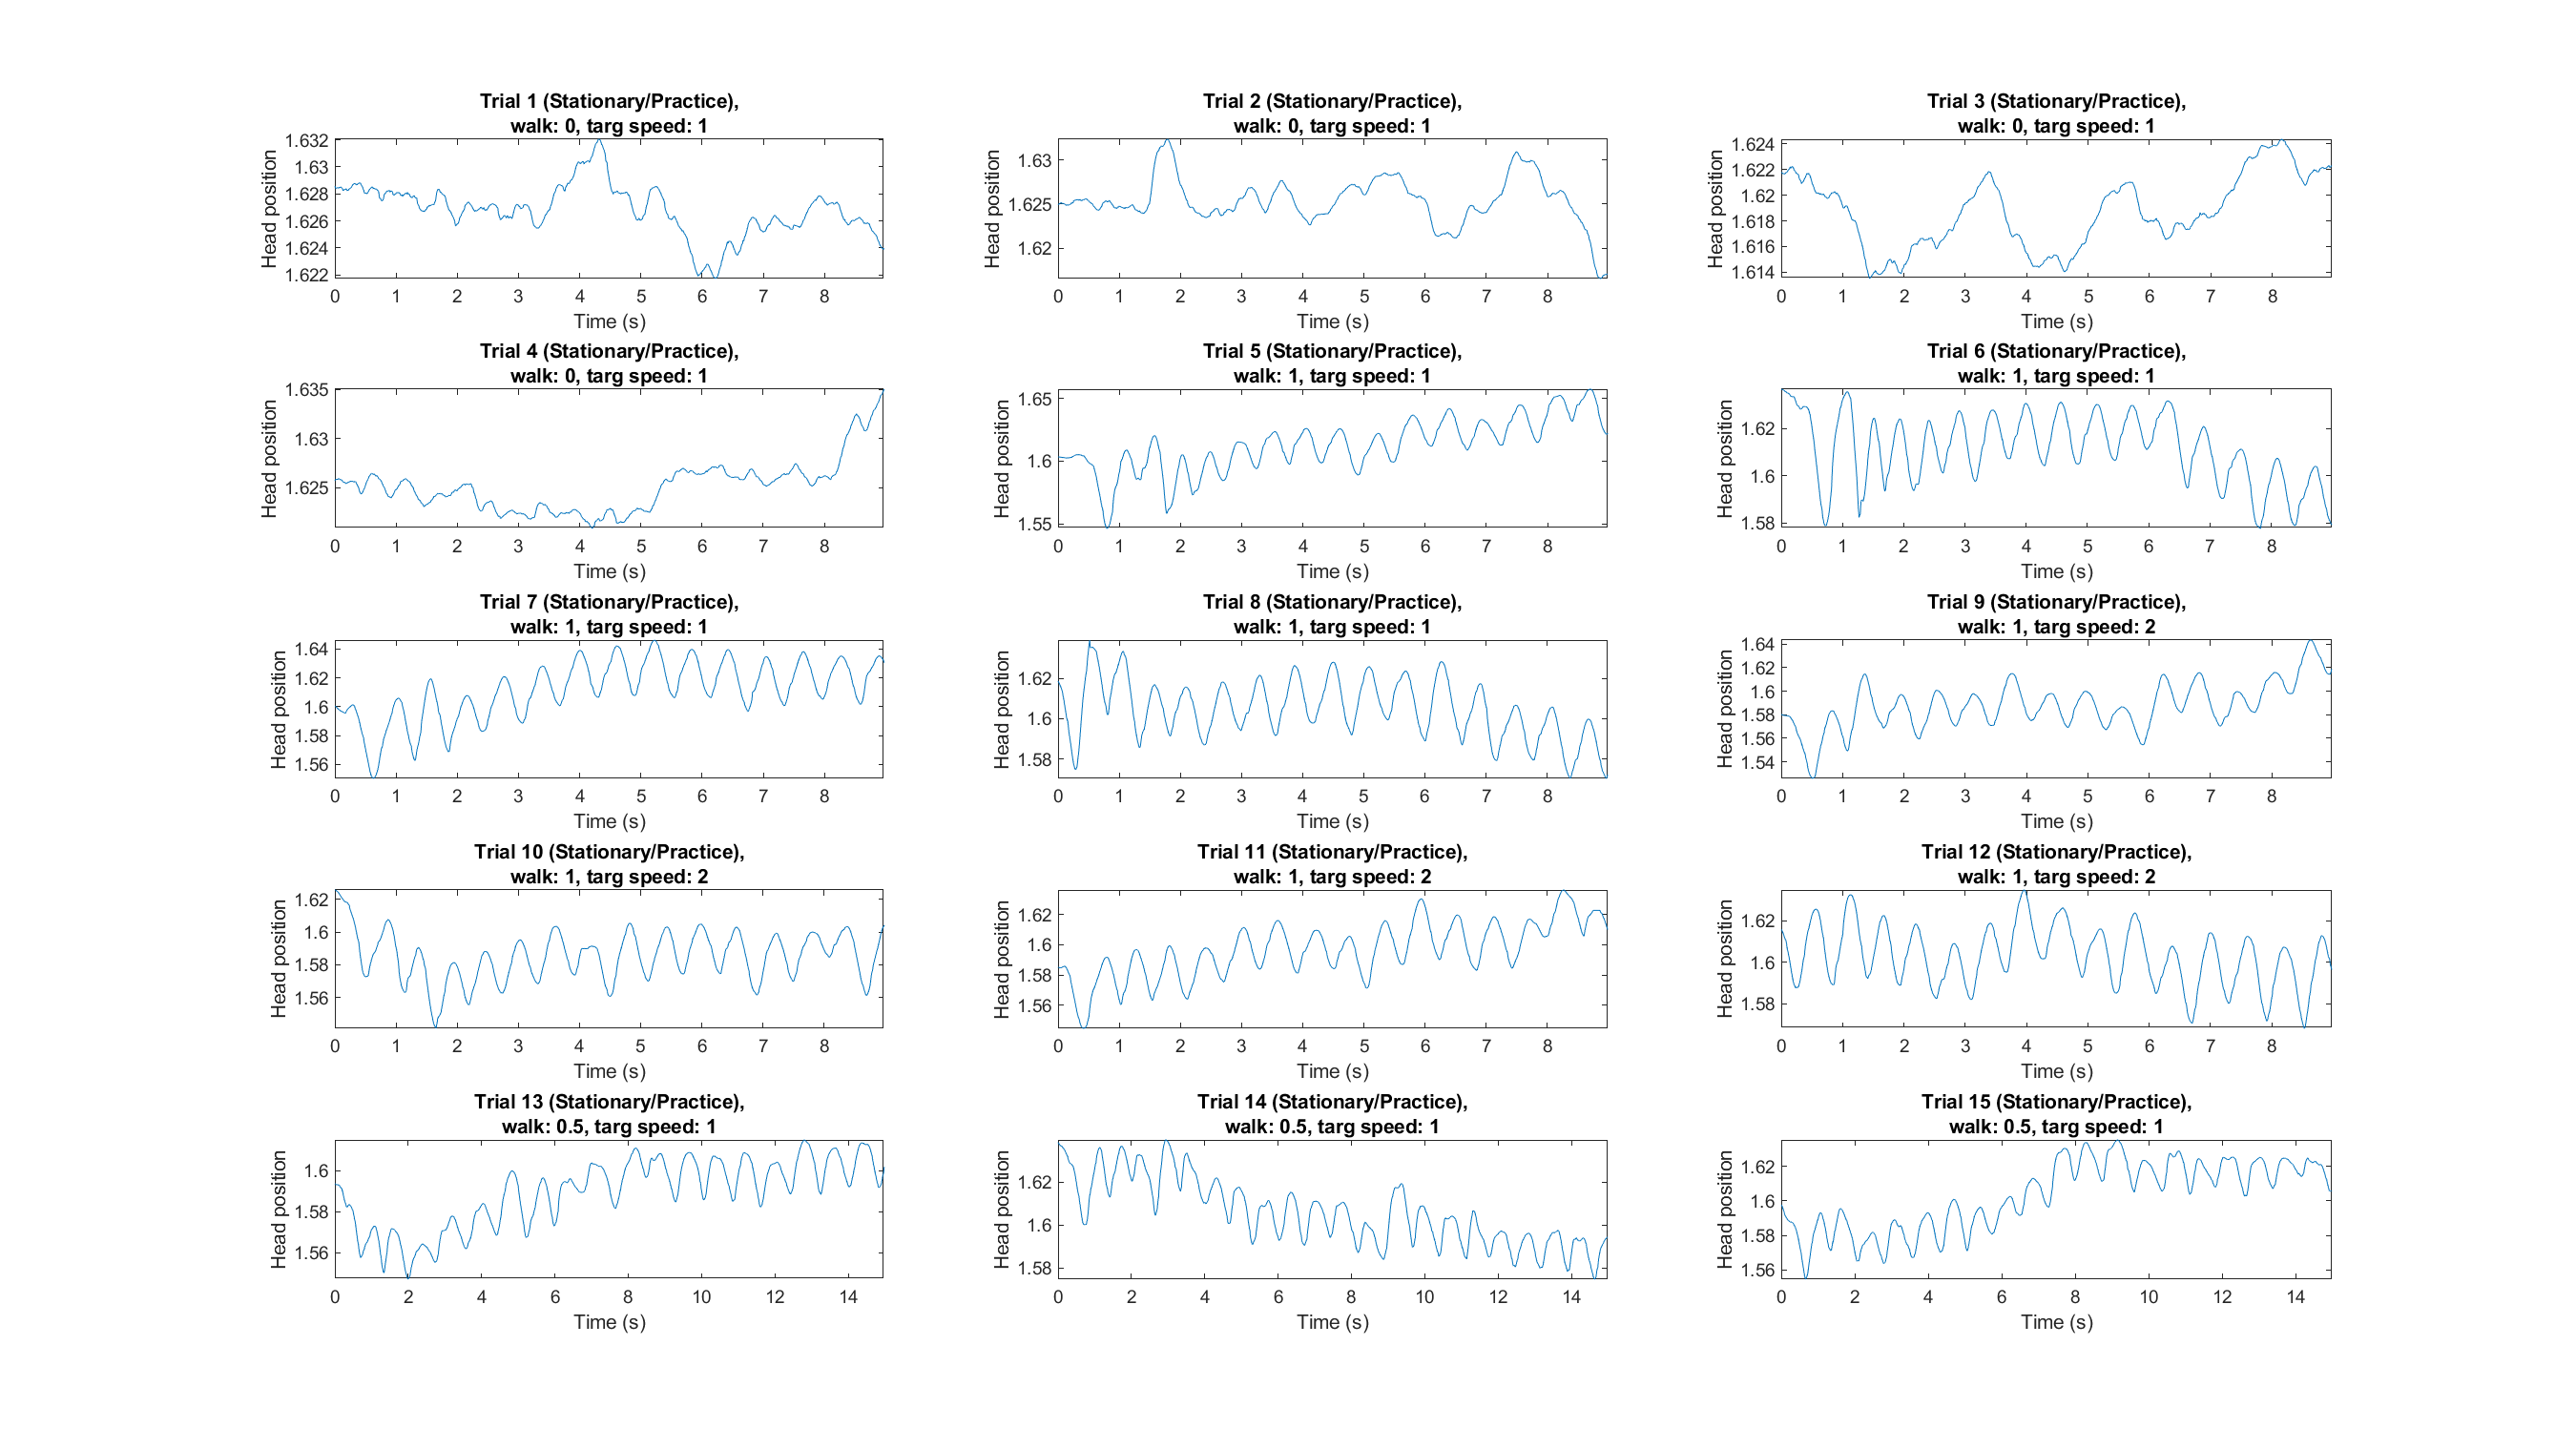 Trial 1 (Stationary/Practice),
walk: 0, targ speed: 1
Head position
1.632
1.63
1.628
1.626
1.624
1.622
0 1 2 3 4 5 6 7 8
Time (s)
Trial 2 (Stationary/Practice),
walk: 0, targ speed: 1
Head position
1.63
1.625
1.62
0 1 2 3 4 5 6 7 8
Time (s)
Trial 3 (Stationary/Practice),
walk: 0, targ speed: 1
Head position
1.624
1.622
1.62
1.618
1.616
1.614
0 1 2 3 4 5 6 7 8
Time (s)
Trial 4 (Stationary/Practice),
walk: 0, targ speed: 1
Head position
1.635
1.63
1.625
0 1 2 3 4 5 6 7 8
Time (s)
Trial 5 (Stationary/Practice),
walk: 1, targ speed: 1
Head position
1.65
1.6
1.55
0 1 2 3 4 5 6 7 8
Time (s)
Trial 6 (Stationary/Practice),
walk: 1, targ speed: 1
Head position
1.62
1.6
1.58
0 1 2 3 4 5 6 7 8
Time (s)
Trial 7 (Stationary/Practice),
walk: 1, targ speed: 1
Head position
1.64
1.62
1.6
1.58
1.56
0 1 2 3 4 5 6 7 8
Time (s)
Trial 8 (Stationary/Practice),
walk: 1, targ speed: 1
Head position
1.62
1.6
1.58
0 1 2 3 4 5 6 7 8
Time (s)
Trial 9 (Stationary/Practice),
walk: 1, targ speed: 2
Head position
1.64
1.62
1.6
1.58
1.56
1.54
0 1 2 3 4 5 6 7 8
Time (s)
Trial 10 (Stationary/Practice),
walk: 1, targ speed: 2
Head position
1.62
1.6
1.58
1.56
0 1 2 3 4 5 6 7 8
Time (s)
Trial 11 (Stationary/Practice),
walk: 1, targ speed: 2
Head position
1.62
1.6
1.58
1.56
0 1 2 3 4 5 6 7 8
Time (s)
Trial 12 (Stationary/Practice),
walk: 1, targ speed: 2
Head position
1.62
1.6
1.58
0 1 2 3 4 5 6 7 8
Time (s)
Trial 13 (Stationary/Practice),
walk: 0.5, targ speed: 1
Head position
1.6
1.58
1.56
0 2 4 6 8 10 12 14
Time (s)
Trial 14 (Stationary/Practice),
walk: 0.5, targ speed: 1
Head position
1.62
1.6
1.58
0 2 4 6 8 10 12 14
Time (s)
Trial 15 (Stationary/Practice),
walk: 0.5, targ speed: 1
Head position
1.62
1.6
1.58
1.56
0 2 4 6 8 10 12 14
Time (s)